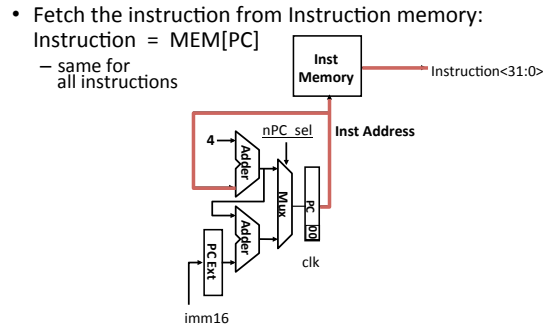 • Fetch the instruction from Instruction memory:
Instruction = MEM[PC]
– same for
all instructions
Inst
Memory
Instruction<31:0>
nPC_sel
Inst Address
4
Adder
Mux
PC
00
Adder
PC Ext
clk
imm16